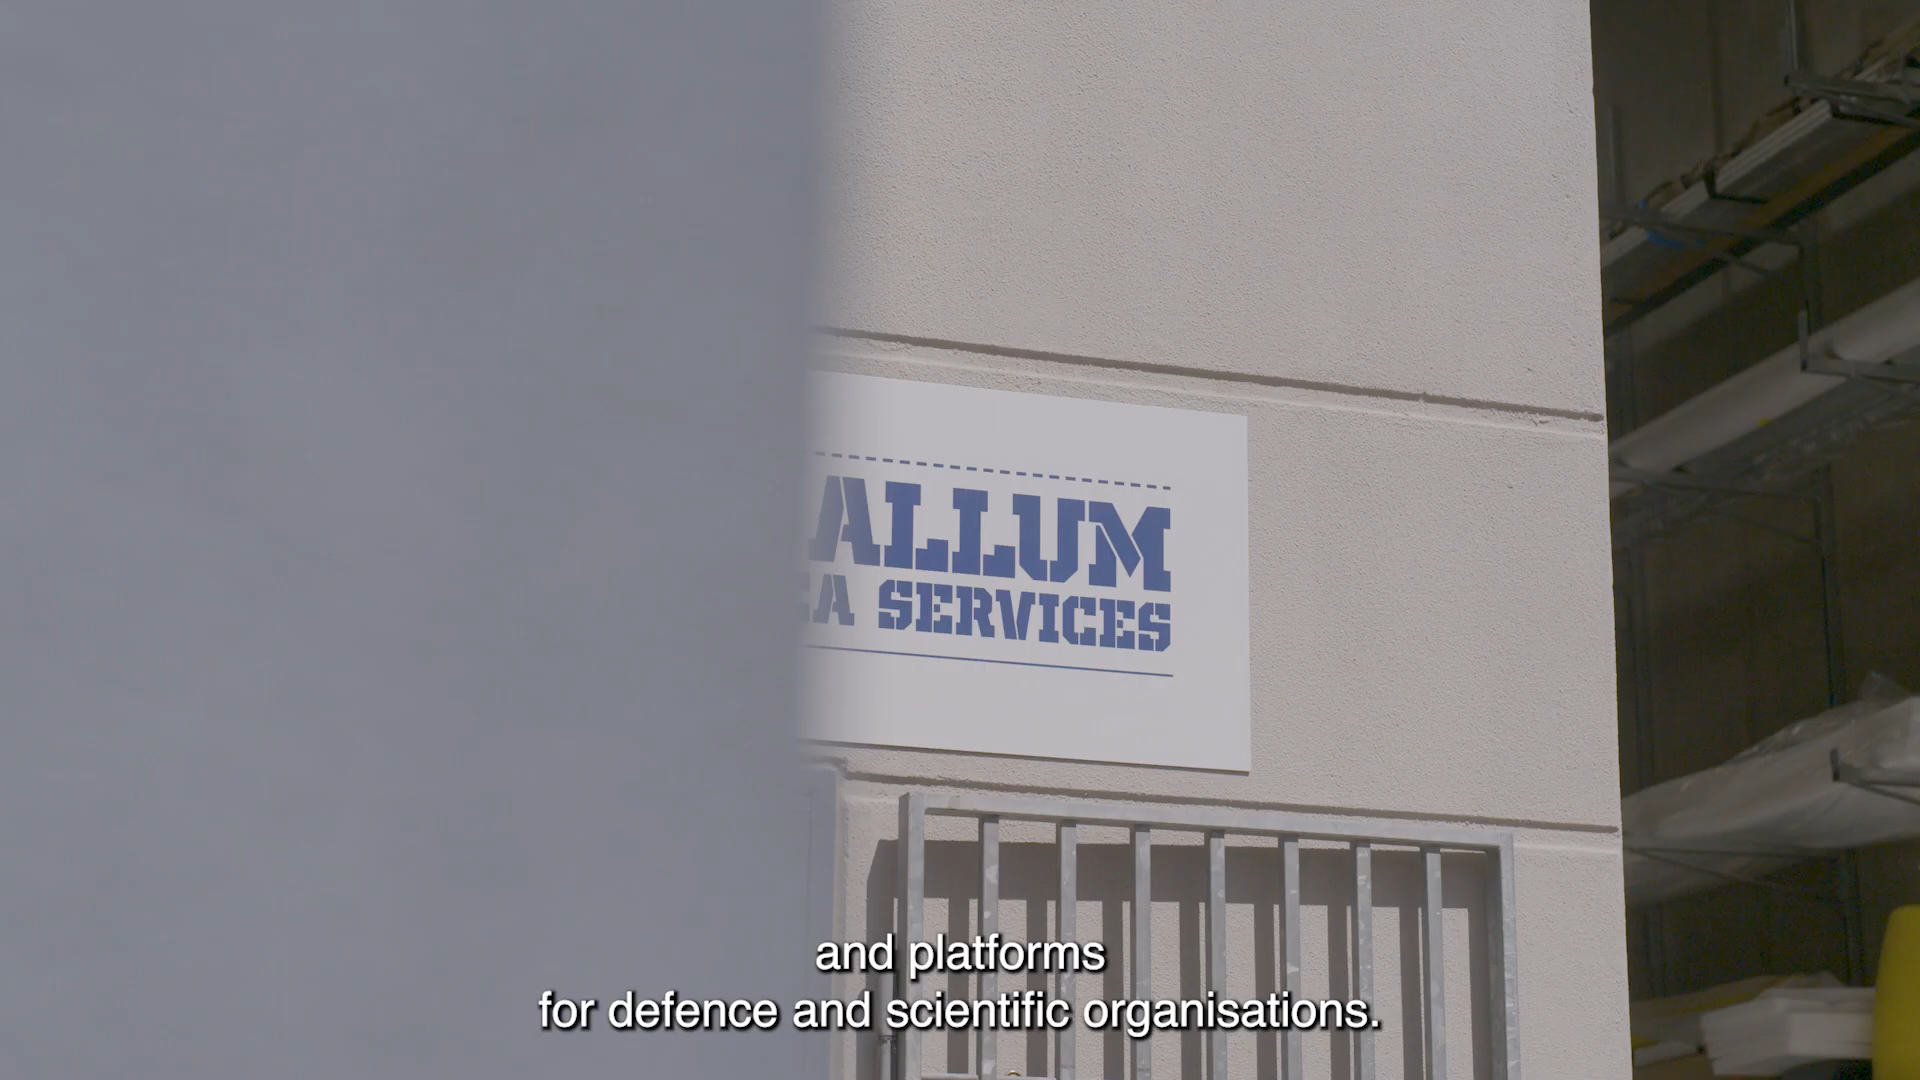 ALLUM
A SERVICES
and platforms
for defence and scientific organisations.